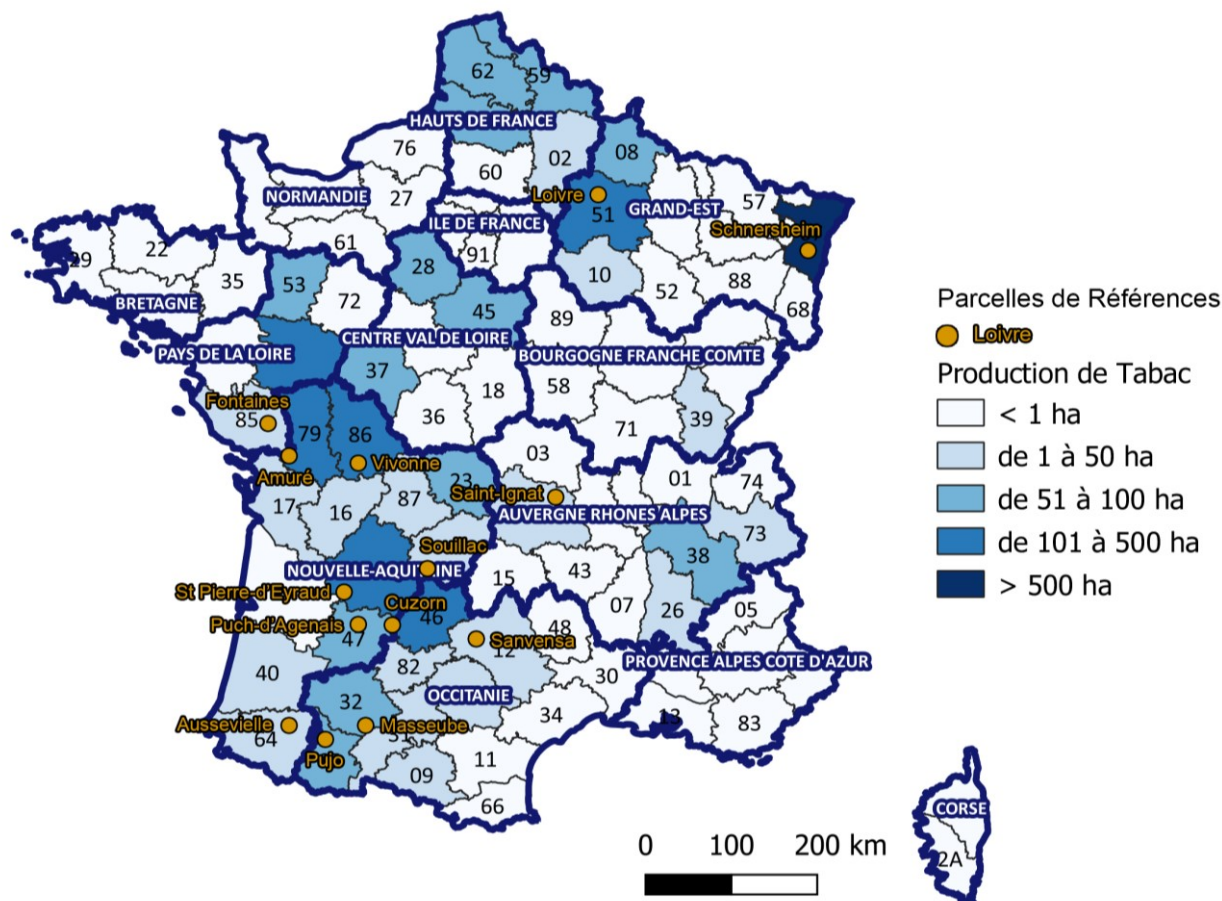 62
59
HAUTS DE FRANCE
76
02
08
60
Loivre
57
NORMANDIE
27
51
GRAND-EST
ILE DE FRANCE
Schnersheim
61
91
22
29
28
10
88
35
53
52
72
45
68
BRETAGNE
89
CENTRE VAL DE LOIRE
PAYS DE LA LOIRE
BOURGOGNE FRANCHE COMTE
37
58
18
Fontaines
36
39
85
79
86
71
Amuré
Vivonne
03
23
01
74
87
Saint-Ignat
17
16
AUVERGNE RHONES ALPES
73
Souillac
38
NOUVELLE-AQUITAINE
15
43
St Pierre-d'Eyraud
Cuzorn
07
26
05
46
Puch-d'Agenais
47
48
Sanvensa
12
82
PROVENCE ALPES COTE D'AZUR
40
30
OCCITANIE
32
34
13
83
Aussevielle
Masseube
31
64
Pujo
11
09
66
CORSE
2A
Parcelles de Références
Loivre
Production de Tabac
< 1 ha
de 1 à 50 ha
de 51 à 100 ha
de 101 à 500 ha
> 500 ha
0 100 200 km